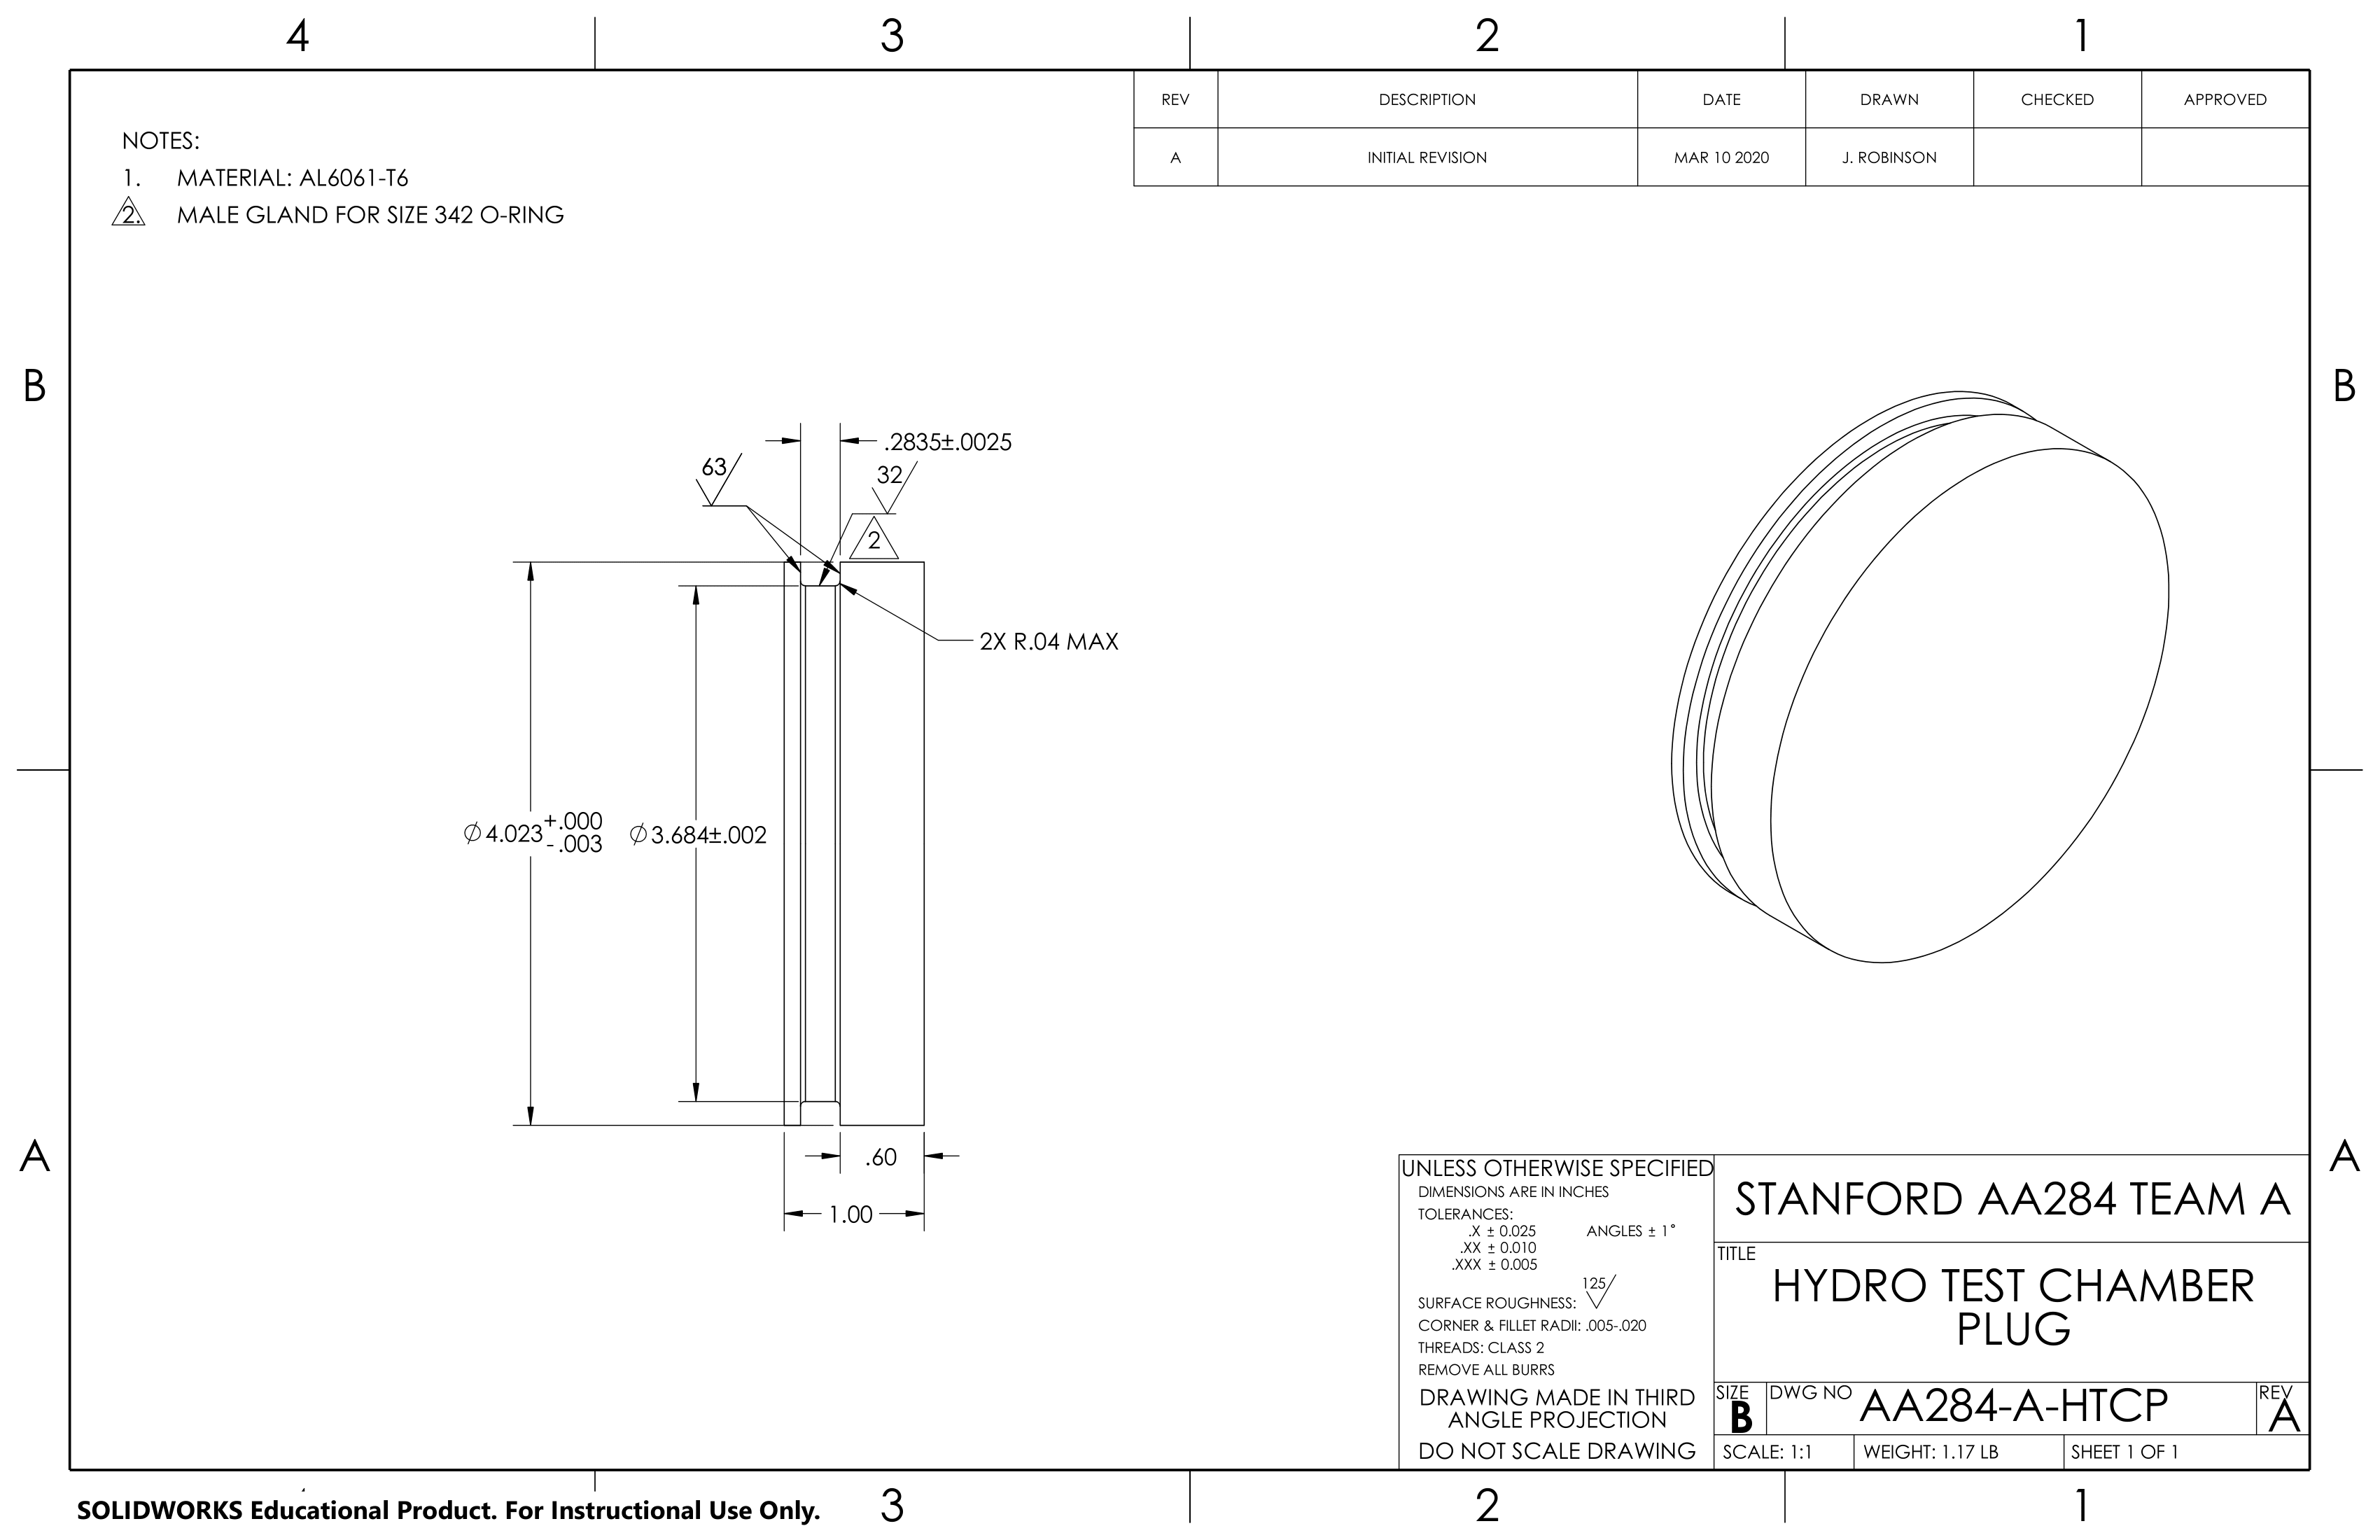 4 3 2 1
REV DESCRIPTION DATE DRAWN CHECKED APPROVED
A INITIAL REVISION MAR 10 2020 J. ROBINSON
NOTES:
1. MATERIAL: AL6061-T6
2. MALE GLAND FOR SIZE 342 O-RING
B B
.2835±.0025
63
32
2
2X R.04 MAX
∅4.023 +.000 -.003
∅3.684±.002
.60
1.00
A A
UNLESS OTHERWISE SPECIFIED
DIMENSIONS ARE IN INCHES
TOLERANCES:
.X ± 0.025 ANGLES ± 1°
.XX ± 0.010
.XXX ± 0.005
125
SURFACE ROUGHNESS:
CORNER & FILLET RADII: .005-.020
THREADS: CLASS 2
REMOVE ALL BURRS
DRAWING MADE IN THIRD
ANGLE PROJECTION
DO NOT SCALE DRAWING
STANFORD AA284 TEAM A
TITLE
HYDRO TEST CHAMBER
PLUG
SIZE B DWG NO AA284-A-HTCP REV A
SCALE: 1:1 WEIGHT: 1.17 LB SHEET 1 OF 1
SOLIDWORKS Educational Product. For Instructional Use Only.
3 2 1